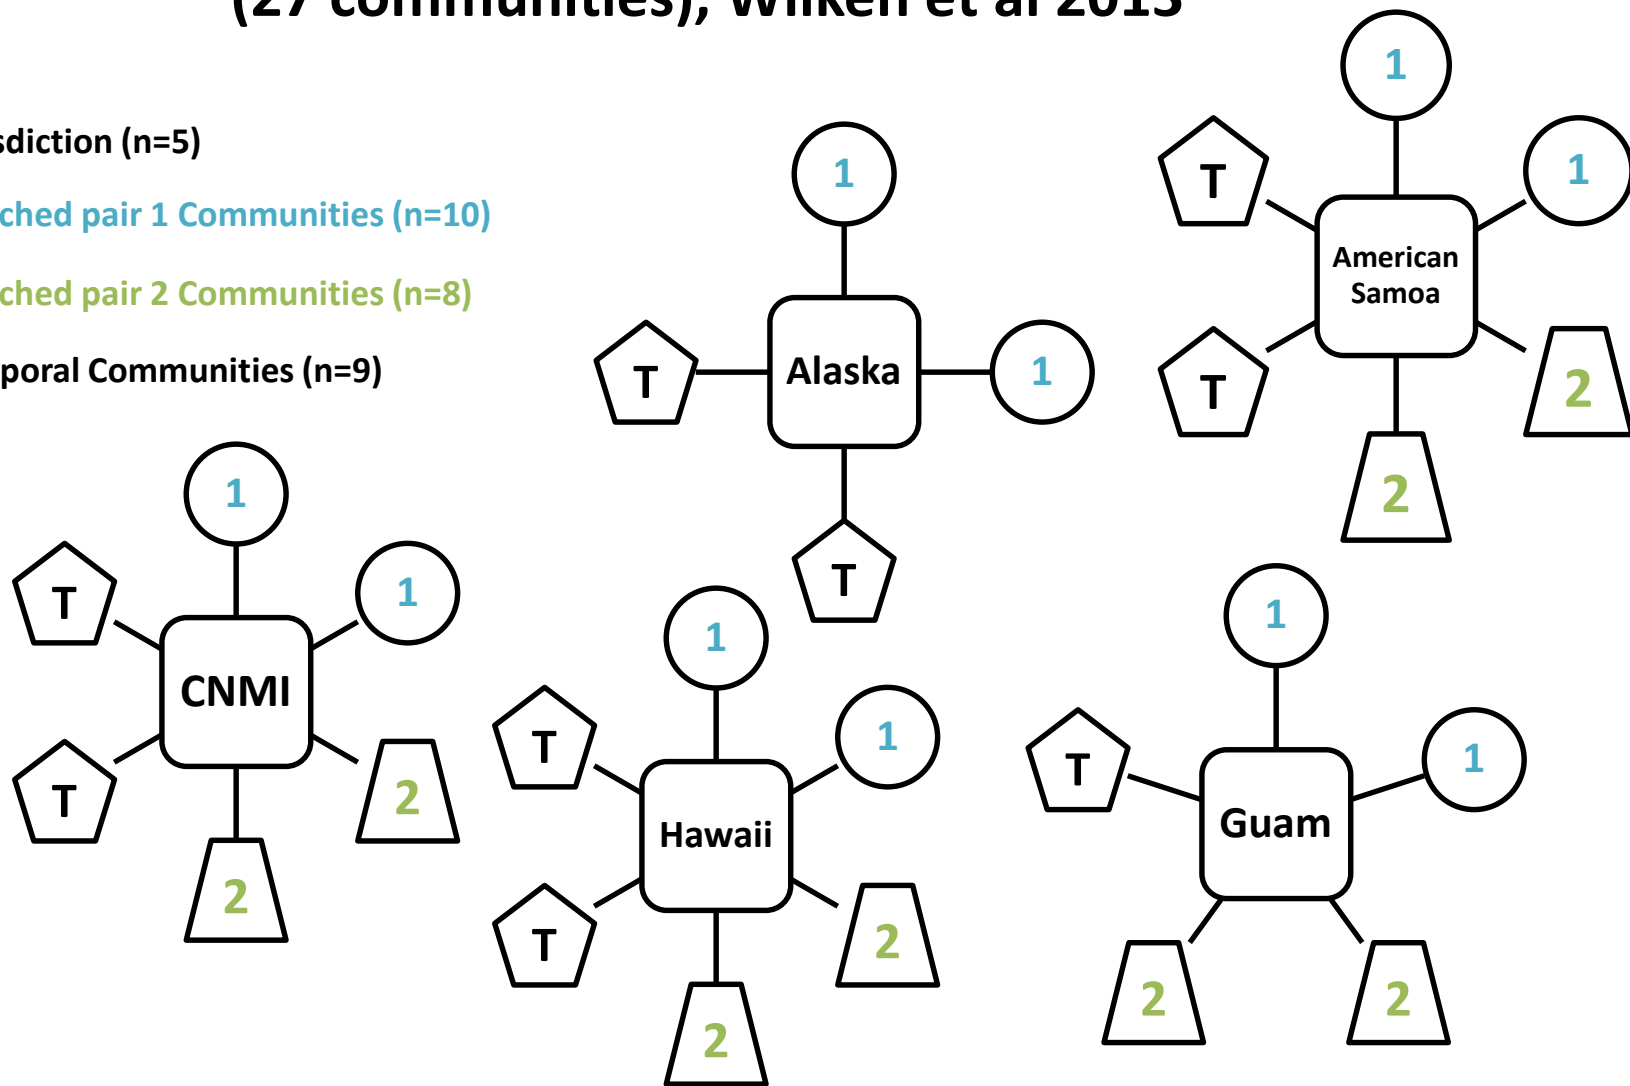 (27 communities), Wilken et al 2013
sdiction (n=5)
ched pair 1 Communities (n=10)
ched pair 2 Communities (n=8)
poral Communities (n=9)
1
T
1
American
Samoa
T
2
2
1
T
Alaska
1
T
1
T
1
CNMI
T
2
2
1
T
1
Hawaii
T
2
2
1
T
1
Guam
2
2